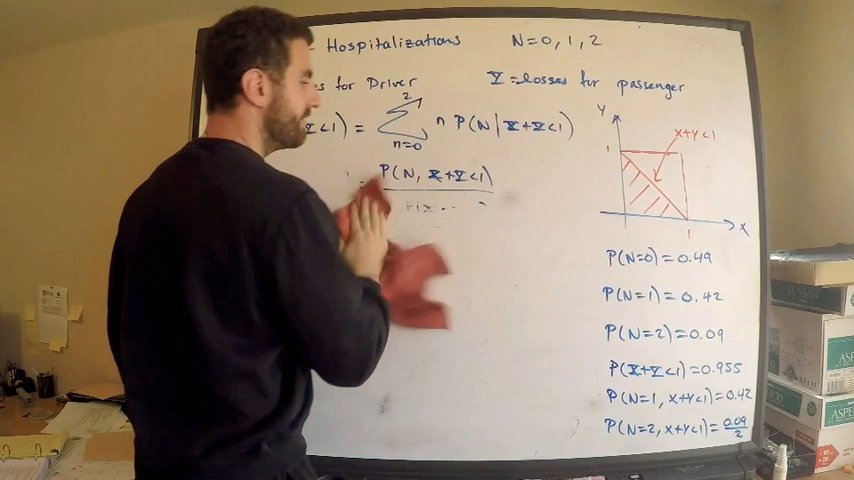 Hospitalizations N=0, 1, 2
for Driver Y = losses for passenger
<1) = 2 Σ n=0 n P(N | X+Y<1)
= P(N, X+Y<1)
Y
X+Y<1
1
1
X
P(N=0) = 0.49
P(N=1) = 0.42
P(N=2) = 0.09
P(X+Y<1) = 0.955
P(N=1, X+Y<1) = 0.42
P(N=2, X+Y<1) = 0.09/2